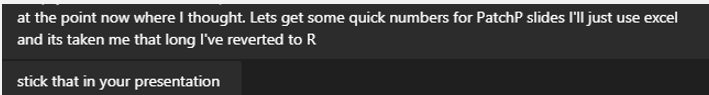 at the point now where I thought. Lets get some quick numbers for PatchP slides I'll just use excel
and its taken me that long I've reverted to R
stick that in your presentation